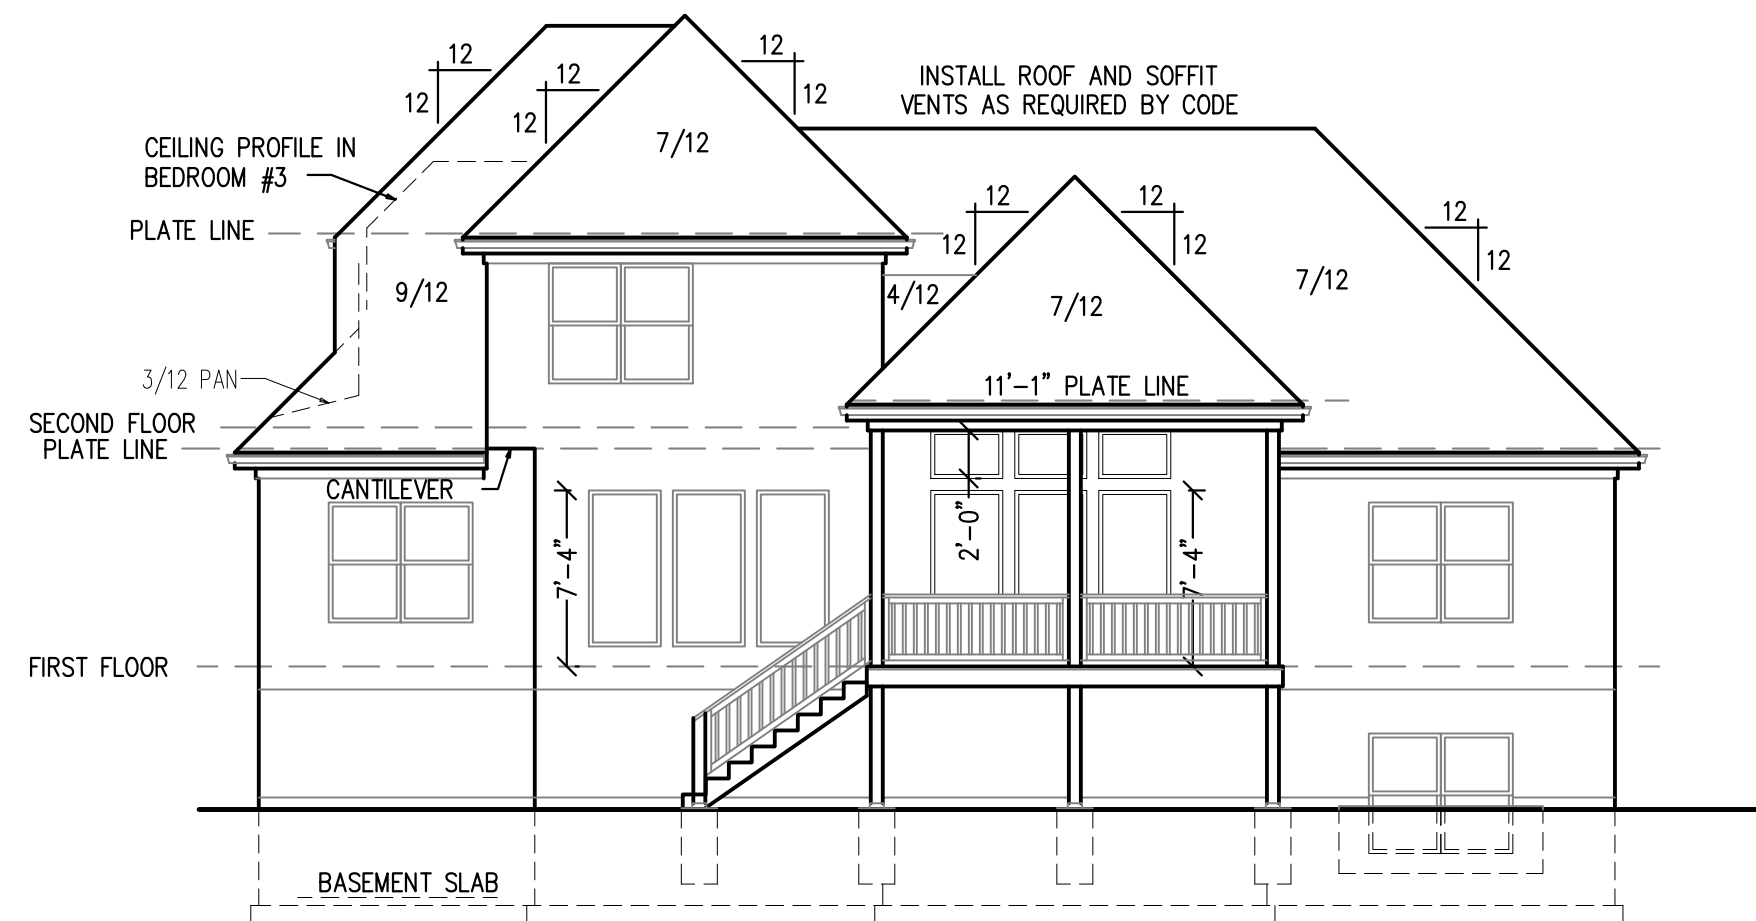 12
12
12
12
12
12
INSTALL ROOF AND SOFFIT
VENTS AS REQUIRED BY CODE
7/12
CEILING PROFILE IN
BEDROOM #3
PLATE LINE
12
12
12
12
12
12
9/12
4/12
7/12
7/12
3/12 PAN
11'-1" PLATE LINE
SECOND FLOOR
PLATE LINE
CANTILEVER
7'-4"
2'-0"
7'-4"
FIRST FLOOR
BASEMENT SLAB